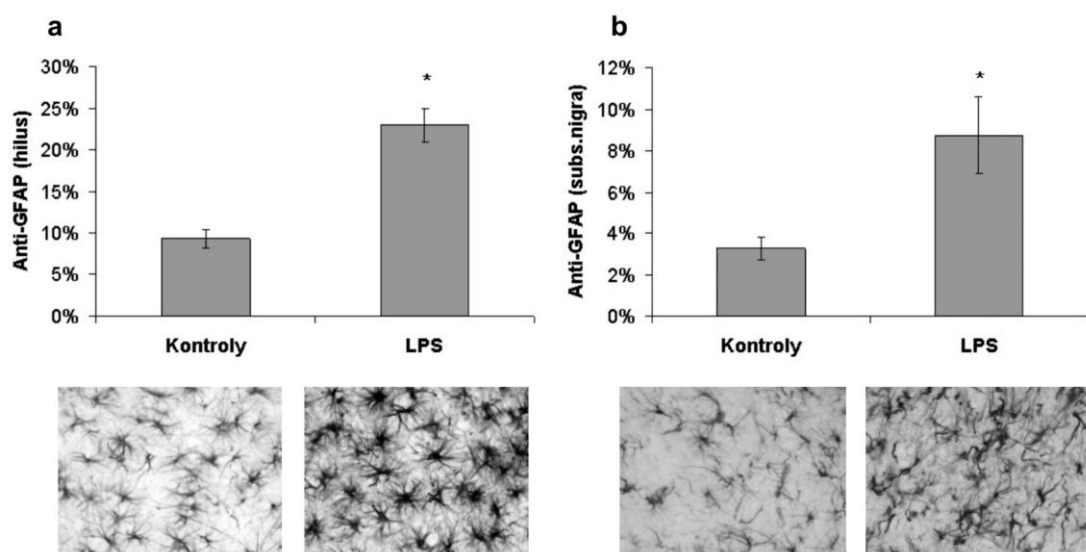 a
Anti-GFAP (hilus)
30%
25%
20%
15%
10%
5%
0%
*
Kontroly
LPS
b
Anti-GFAP (subs.nigra)
12%
10%
8%
6%
4%
2%
0%
*
Kontroly
LPS